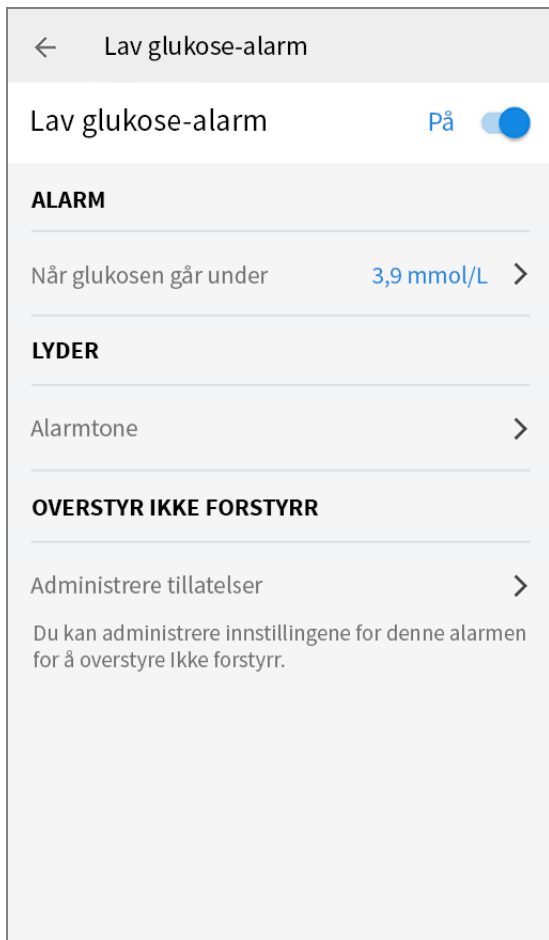 Lav glukose-alarm
Lav glukose-alarm På
ALARM
Når glukosen går under 3,9 mmol/L
LYDER
Alarmtone
OVERSTYR IKKE FORSTYRR
Administrere tillatelser
Du kan administrere innstillingene for denne alarmen
for å overstyre Ikke forstyrr.